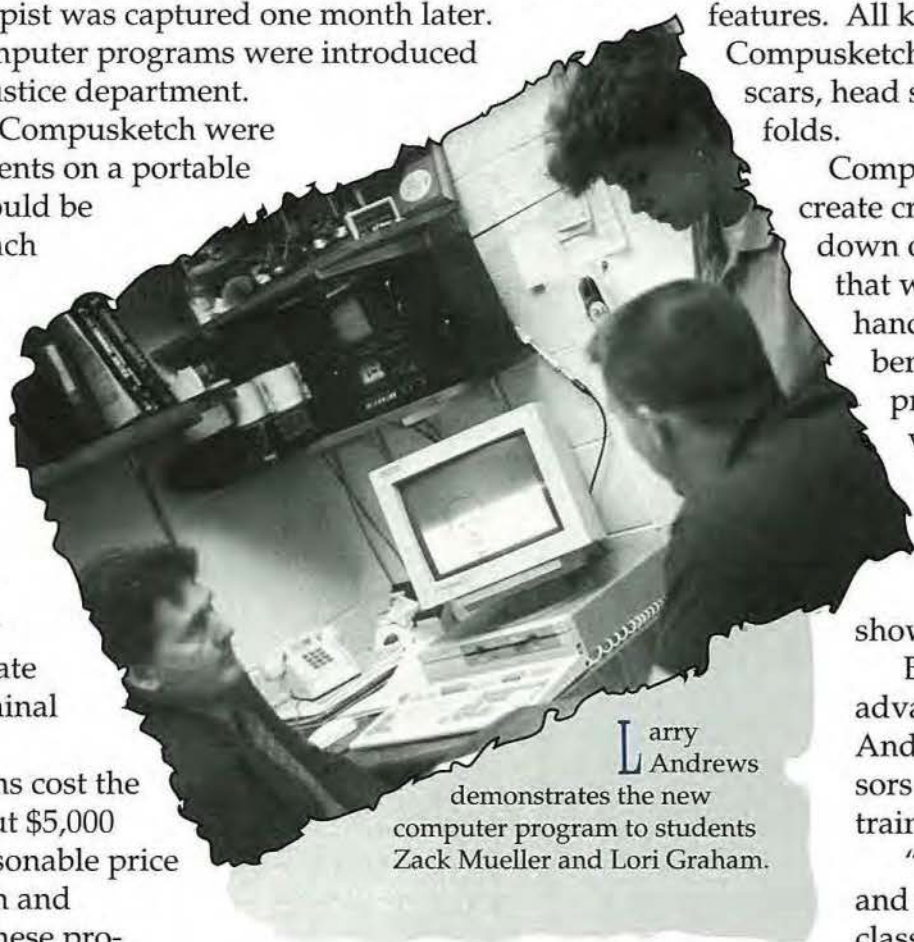 pist was captured one month later.
mputer programs were introduced
ustice department.
Compusketch were
ents on a portable
ould be
ch
ate
inal
ns cost the
ut $5,000
sonable price
n and
hese pro-
Larry
Andrews
demonstrates the new
computer program to students
Zack Mueller and Lori Graham.
features. All k
Compusketch
scars, head s
folds.
Comp
create cr
down c
that w
hand
ber
pr
show
E
adva
And
sors
train
"
and
class